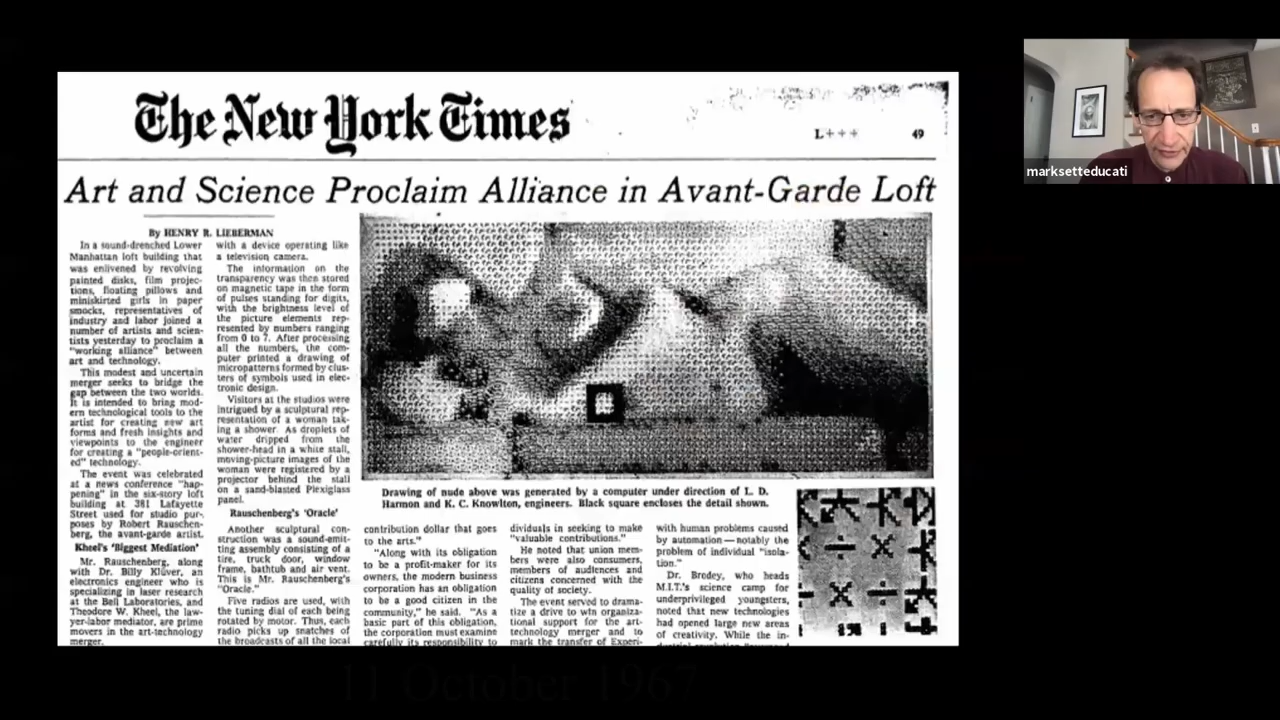 The New York Times
L+++ 49
Art and Science Proclaim Alliance in Avant-Garde Loft
By HENRY R. LIEBERMAN
In a sound-drenched Lower
Manhattan loft building that
was enlivened by revolving
painted disks, film projec-
tions, floating pillows and
miniskirted girls in paper
smocks, representatives of
industry and labor joined a
number of artists and scien-
tists yesterday to proclaim a
"working alliance" between
art and technology.
This modest and uncertain
merger seeks to bridge the
gap between the two worlds.
It is intended to bring mod-
ern technological tools to the
artist for creating new art
forms and fresh insights and
viewpoints to the engineer
for creating a "people-orient-
ed" technology.
The event was celebrated
at a news conference "hap-
pening" in the six-story loft
building at 381 Lafayette
Street used for studio pur-
poses by Robert Rauschen-
berg, the avant-garde artist.
Kheel's 'Biggest Mediation'
Mr. Rauschenberg, along
with Dr. Billy Klüver, an
electronics engineer who is
specializing in laser research
at the Bell Laboratories, and
Theodore W. Kheel, the law-
yer-labor mediator, are prime
movers in the art-technology
merger.
with a device operating like
a television camera.
The information on the
transparency was then stored
on magnetic tape in the form
of pulses standing for digits,
with the brightness level of
the picture elements rep-
resented by numbers ranging
from 0 to 7. After processing
all the numbers, the com-
puter printed a drawing of
micropatterns formed by clus-
ters of symbols used in elec-
tronic design.
Visitors at the studios were
intrigued by a sculptural rep-
resentation of a woman tak-
ing a shower. As droplets of
water dripped from the
shower-head in a white stall,
moving-picture images of the
woman were registered by a
projector behind the stall
on a sand-blasted Plexiglass
panel.
Rauschenberg's 'Oracle'
Another sculptural con-
struction was a sound-emit-
ting assembly consisting of a
tire, truck door, window
frame, bathtub and air vent.
This is Mr. Rauschenberg's
"Oracle."
Five radios are used, with
the tuning dial of each being
rotated by motor. Thus, each
radio picks up snatches of
the broadcasts of all the local
Drawing of nude above was generated by a computer under direction of L. D.
Harmon and K. C. Knowlton, engineers. Black square encloses the detail shown.
contribution dollar that goes
to the arts."
"Along with its obligation
to be a profit-maker for its
owners, the modern business
corporation has an obligation
to be a good citizen in the
community," he said. "As a
basic part of this obligation,
the corporation must examine
carefully its responsibility to
dividuals in seeking to make
"valuable contributions."
He noted that union mem-
bers were also consumers,
members of audiences and
citizens concerned with the
quality of society.
The event served to drama-
tize a drive to win organiza-
tional support for the art-
technology merger and to
mark the transfer of Experi-
with human problems caused
by automation—notably the
problem of individual "isola-
tion."
Dr. Brodey, who heads
M.I.T.'s science camp for
underprivileged youngsters,
noted that new technologies
had opened large new areas
of creativity. While the in-
11 October 1967
marksetteducati